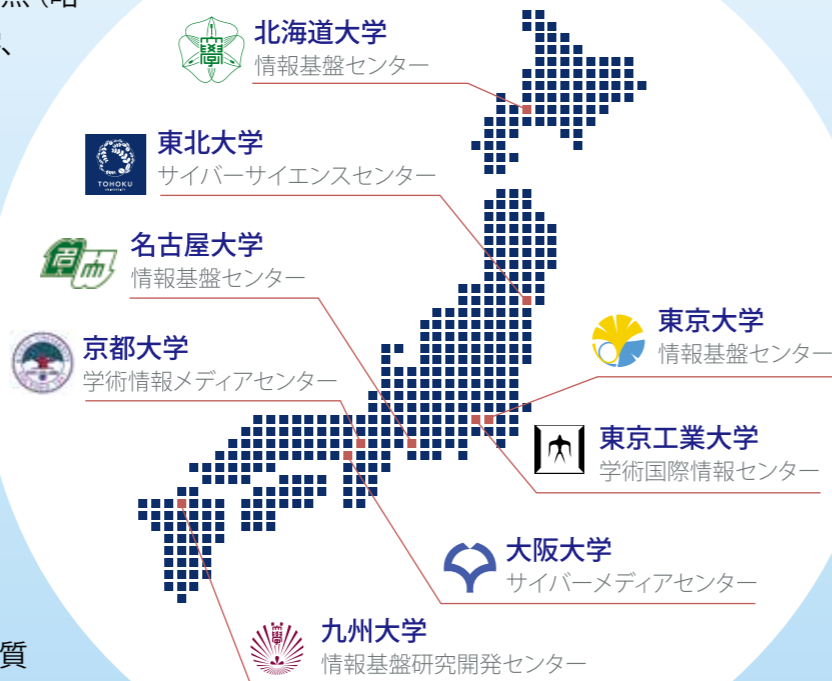 北海道大学
情報基盤センター
東北大学
サイバーサイエンスセンター
TOHOKU
名古屋大学
情報基盤センター
東京大学
情報基盤センター
京都大学
学術情報メディアセンター
東京工業大学
学術国際情報センター
大阪大学
サイバーメディアセンター
九州大学
情報基盤研究開発センター
質